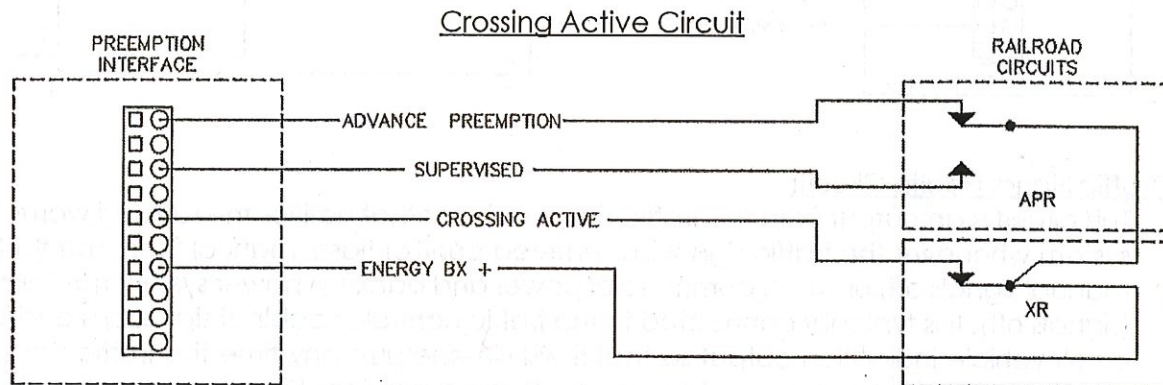 Crossing Active Circuit
PREEMPTION
INTERFACE
RAILROAD
CIRCUITS
ADVANCE PREEMPTION
SUPERVISED
CROSSING ACTIVE
ENERGY BX +
APR
XR